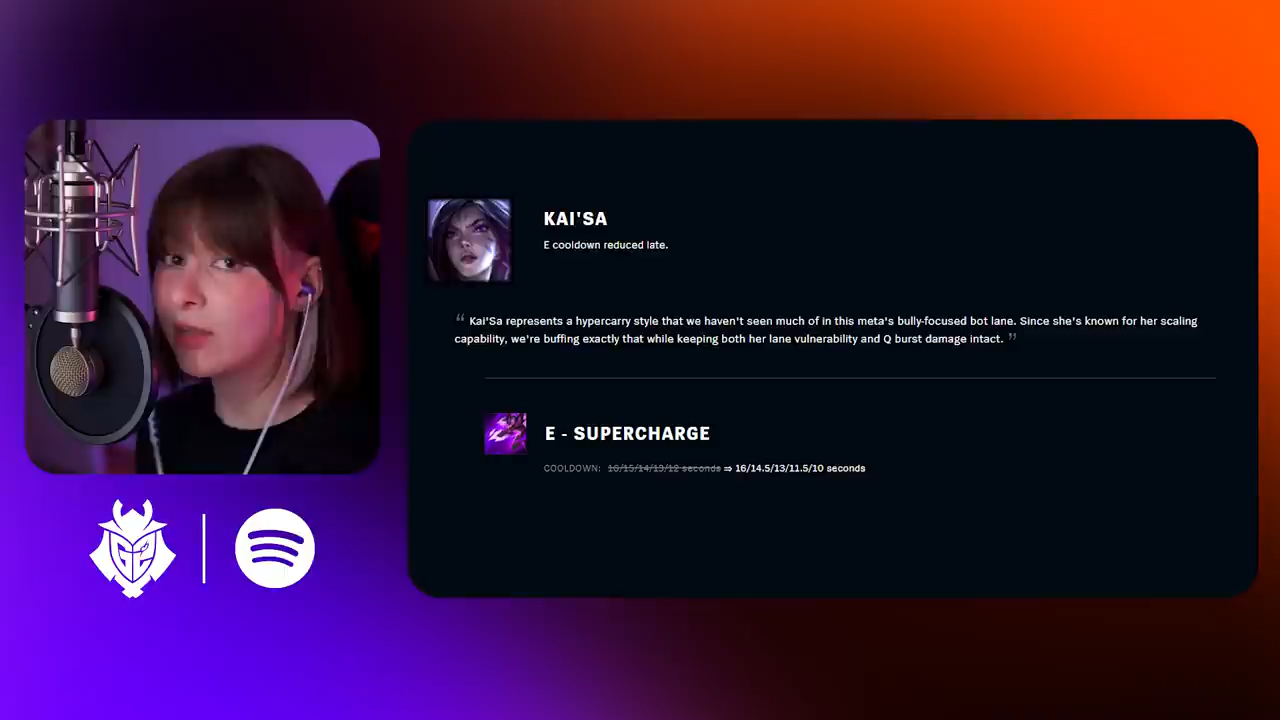 KAI'SA
E cooldown reduced late.
“ Kai'Sa represents a hypercarry style that we haven't seen much of in this meta's bully-focused bot lane. Since she's known for her scaling
capability, we're buffing exactly that while keeping both her lane vulnerability and Q burst damage intact. ”
E - SUPERCHARGE
COOLDOWN: 16/15/14/13/12 seconds ⇒ 16/14.5/13/11.5/10 seconds
G2